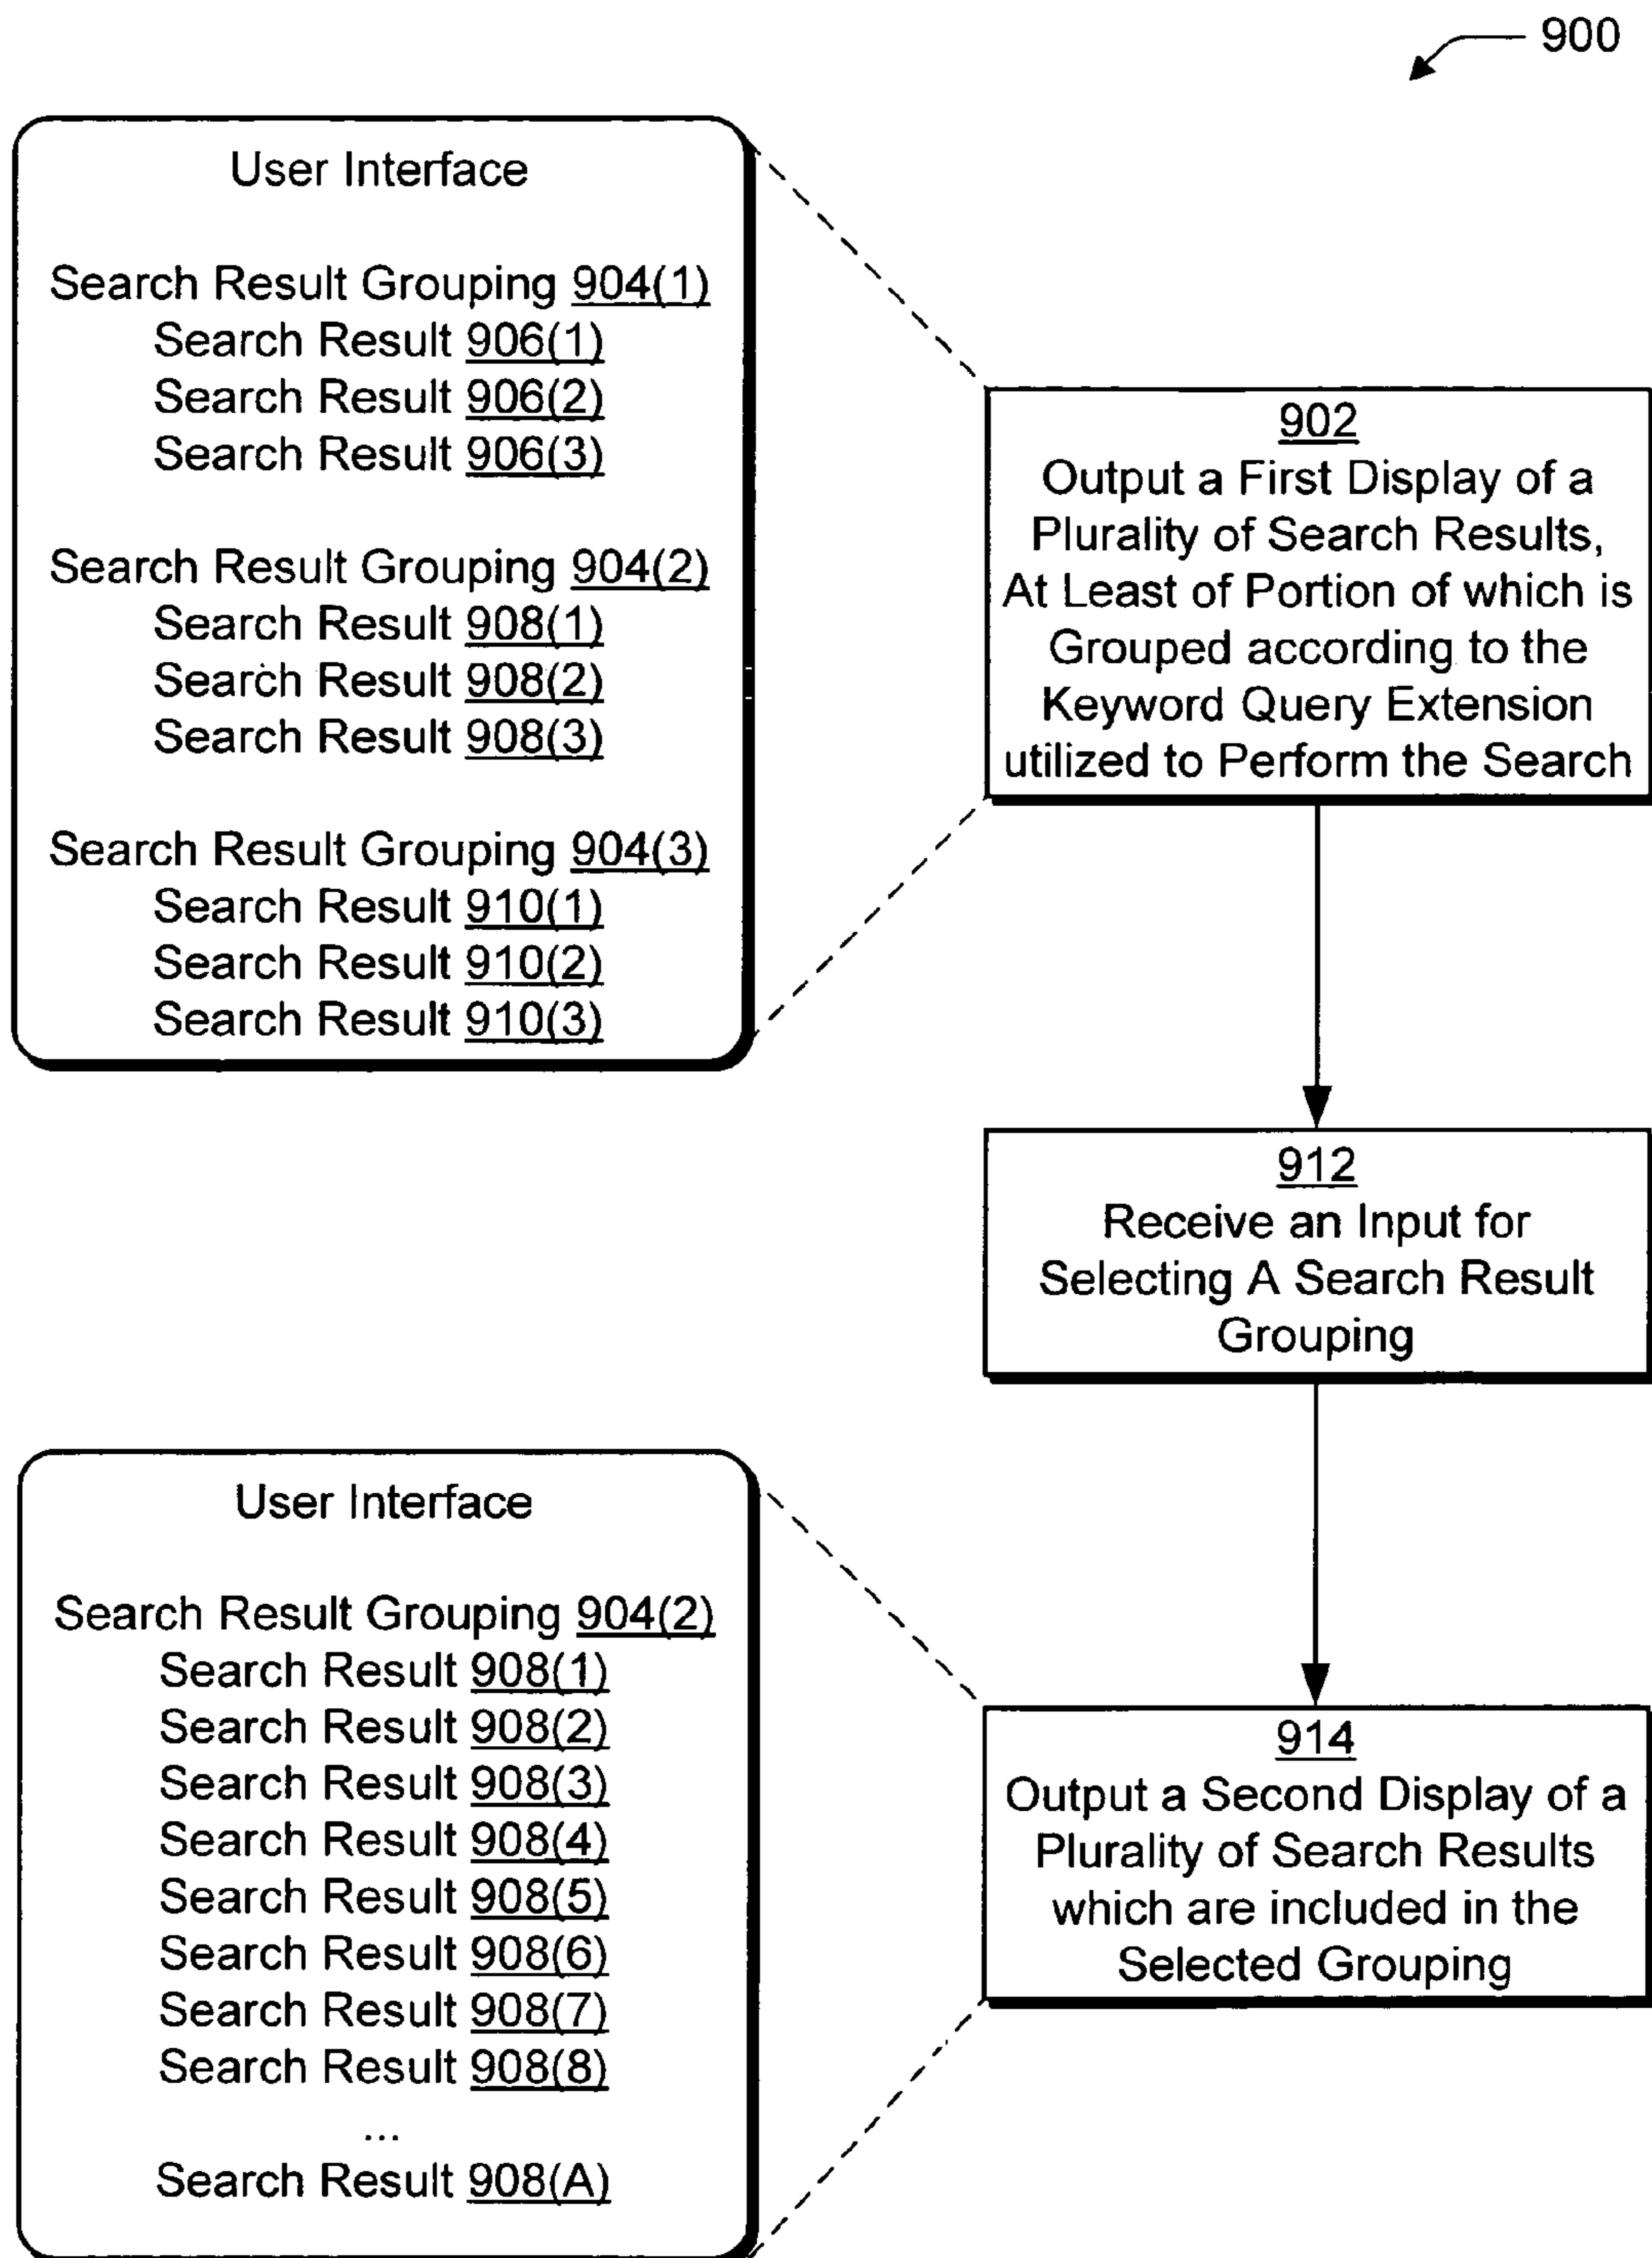 900
User Interface
Search Result Grouping 904(1)
Search Result 906(1)
Search Result 906(2)
Search Result 906(3)
Search Result Grouping 904(2)
Search Result 908(1)
Search Result 908(2)
Search Result 908(3)
Search Result Grouping 904(3)
Search Result 910(1)
Search Result 910(2)
Search Result 910(3)
902
Output a First Display of a
Plurality of Search Results,
At Least of Portion of which is
Grouped according to the
Keyword Query Extension
utilized to Perform the Search
912
Receive an Input for
Selecting A Search Result
Grouping
User Interface
Search Result Grouping 904(2)
Search Result 908(1)
Search Result 908(2)
Search Result 908(3)
Search Result 908(4)
Search Result 908(5)
Search Result 908(6)
Search Result 908(7)
Search Result 908(8)
...
Search Result 908(A)
914
Output a Second Display of a
Plurality of Search Results
which are included in the
Selected Grouping